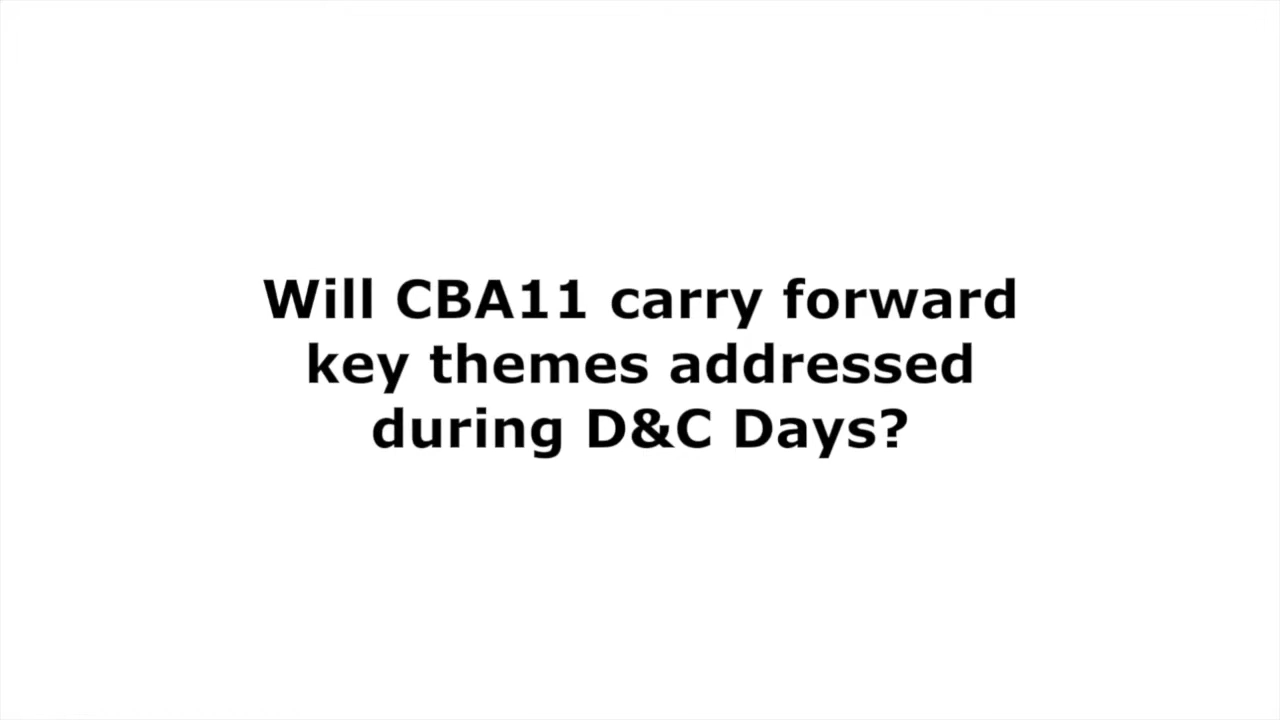 Will CBA11 carry forward
key themes addressed
during D&C Days?